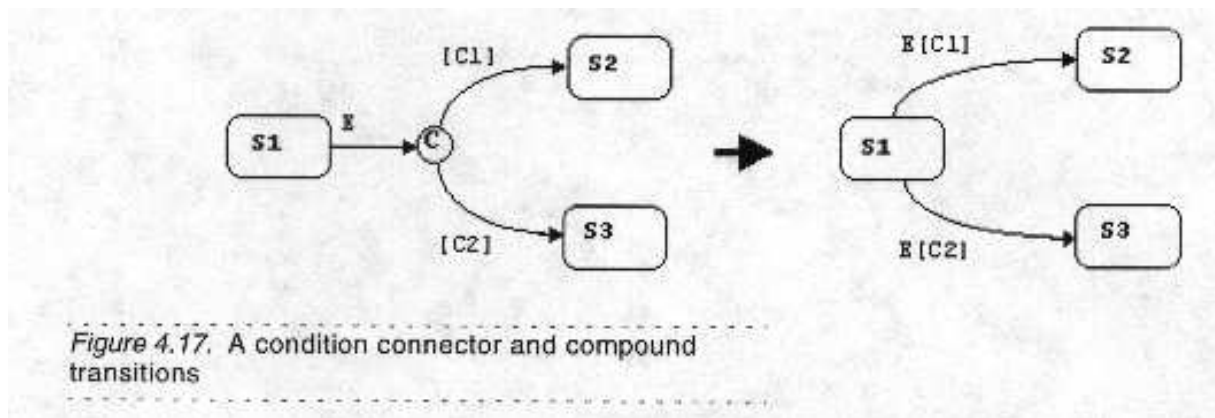 [C1]
S2
E
S1
C
[C2]
S3
E[C1]
S2
S1
E[C2]
S3
Figure 4.17. A condition connector and compound
transitions